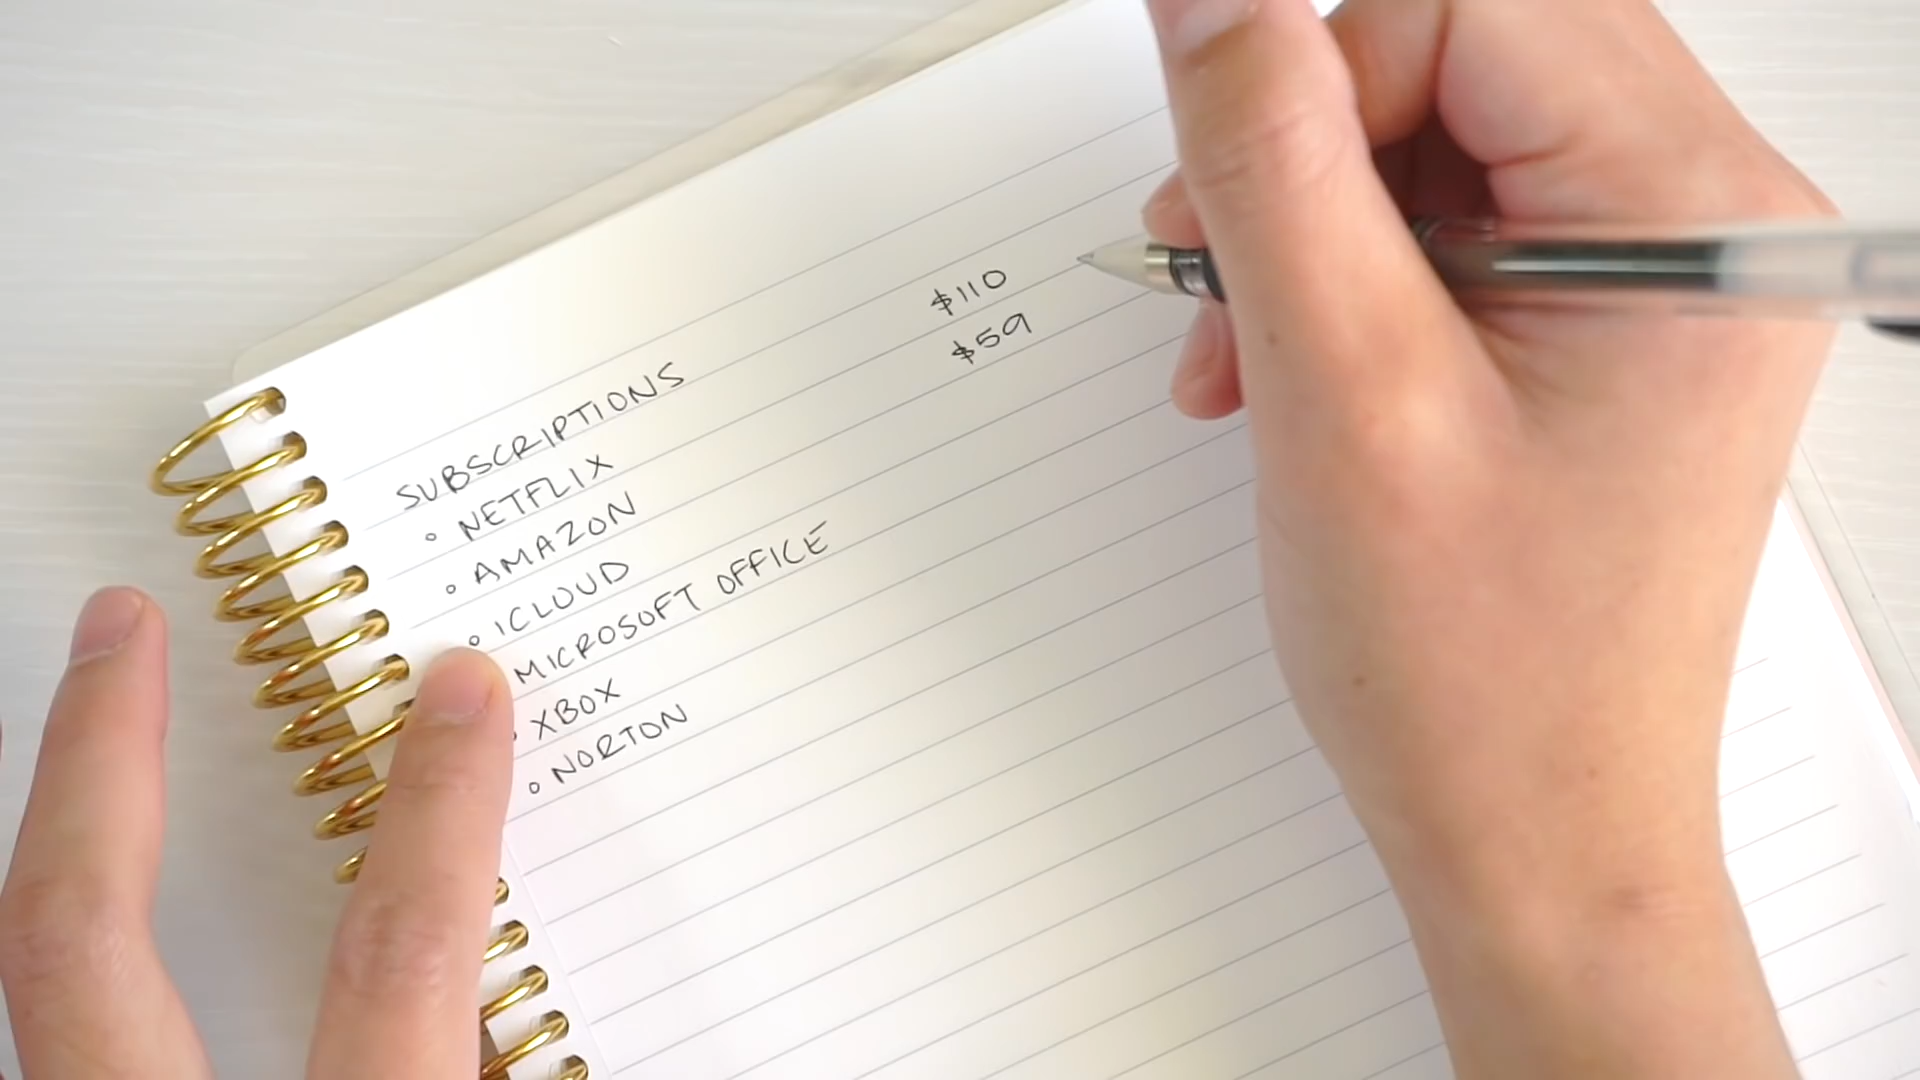 SUBSCRIPTIONS
◦ NETFLIX $110
◦ AMAZON $59
◦ ICLOUD
MICROSOFT OFFICE
◦ XBOX
◦ NORTON